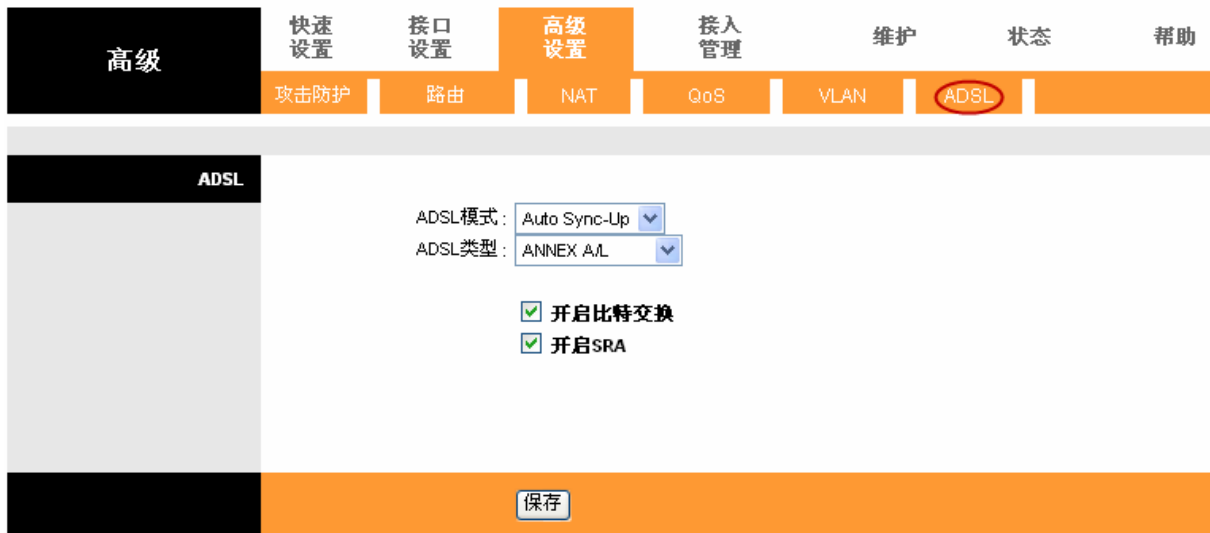 高级
快速设置 接口设置 高级设置 接入管理 维护 状态 帮助
攻击防护 路由 NAT QoS VLAN ADSL
ADSL
ADSL模式: Auto Sync-Up
ADSL类型: ANNEX A/L
开启比特交换
开启SRA
保存